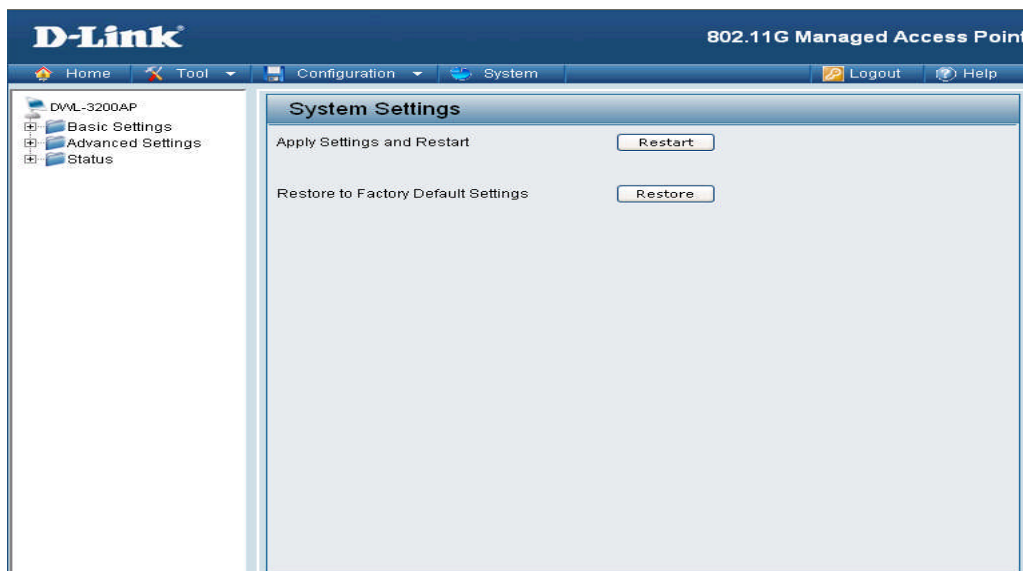 D-Link
802.11G Managed Access Point
Home Tool Configuration System Logout Help
DWL-3200AP
Basic Settings
Advanced Settings
Status
System Settings
Apply Settings and Restart Restart
Restore to Factory Default Settings Restore